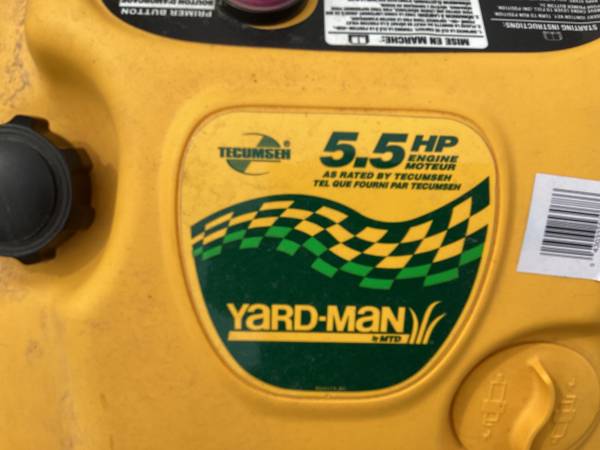 PRIMER BUTTON
MISE EN MARCHE:
STARTING INSTRUCTIONS:
TECUMSEH®
5.5 HP
ENGINE
MOTEUR
AS RATED BY TECUMSEH
TEL QUE FOURNI PAR TECUMSEH
YARD-MAN
by MTD